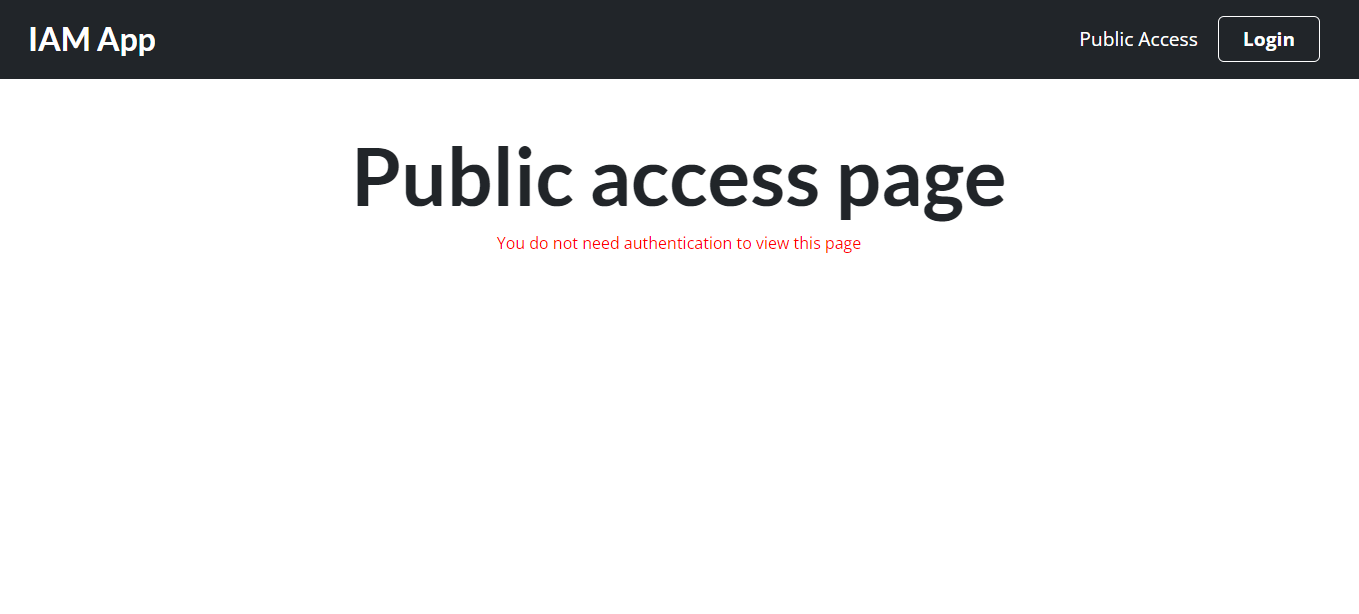 IAM App
Public Access
Login
Public access page
You do not need authentication to view this page